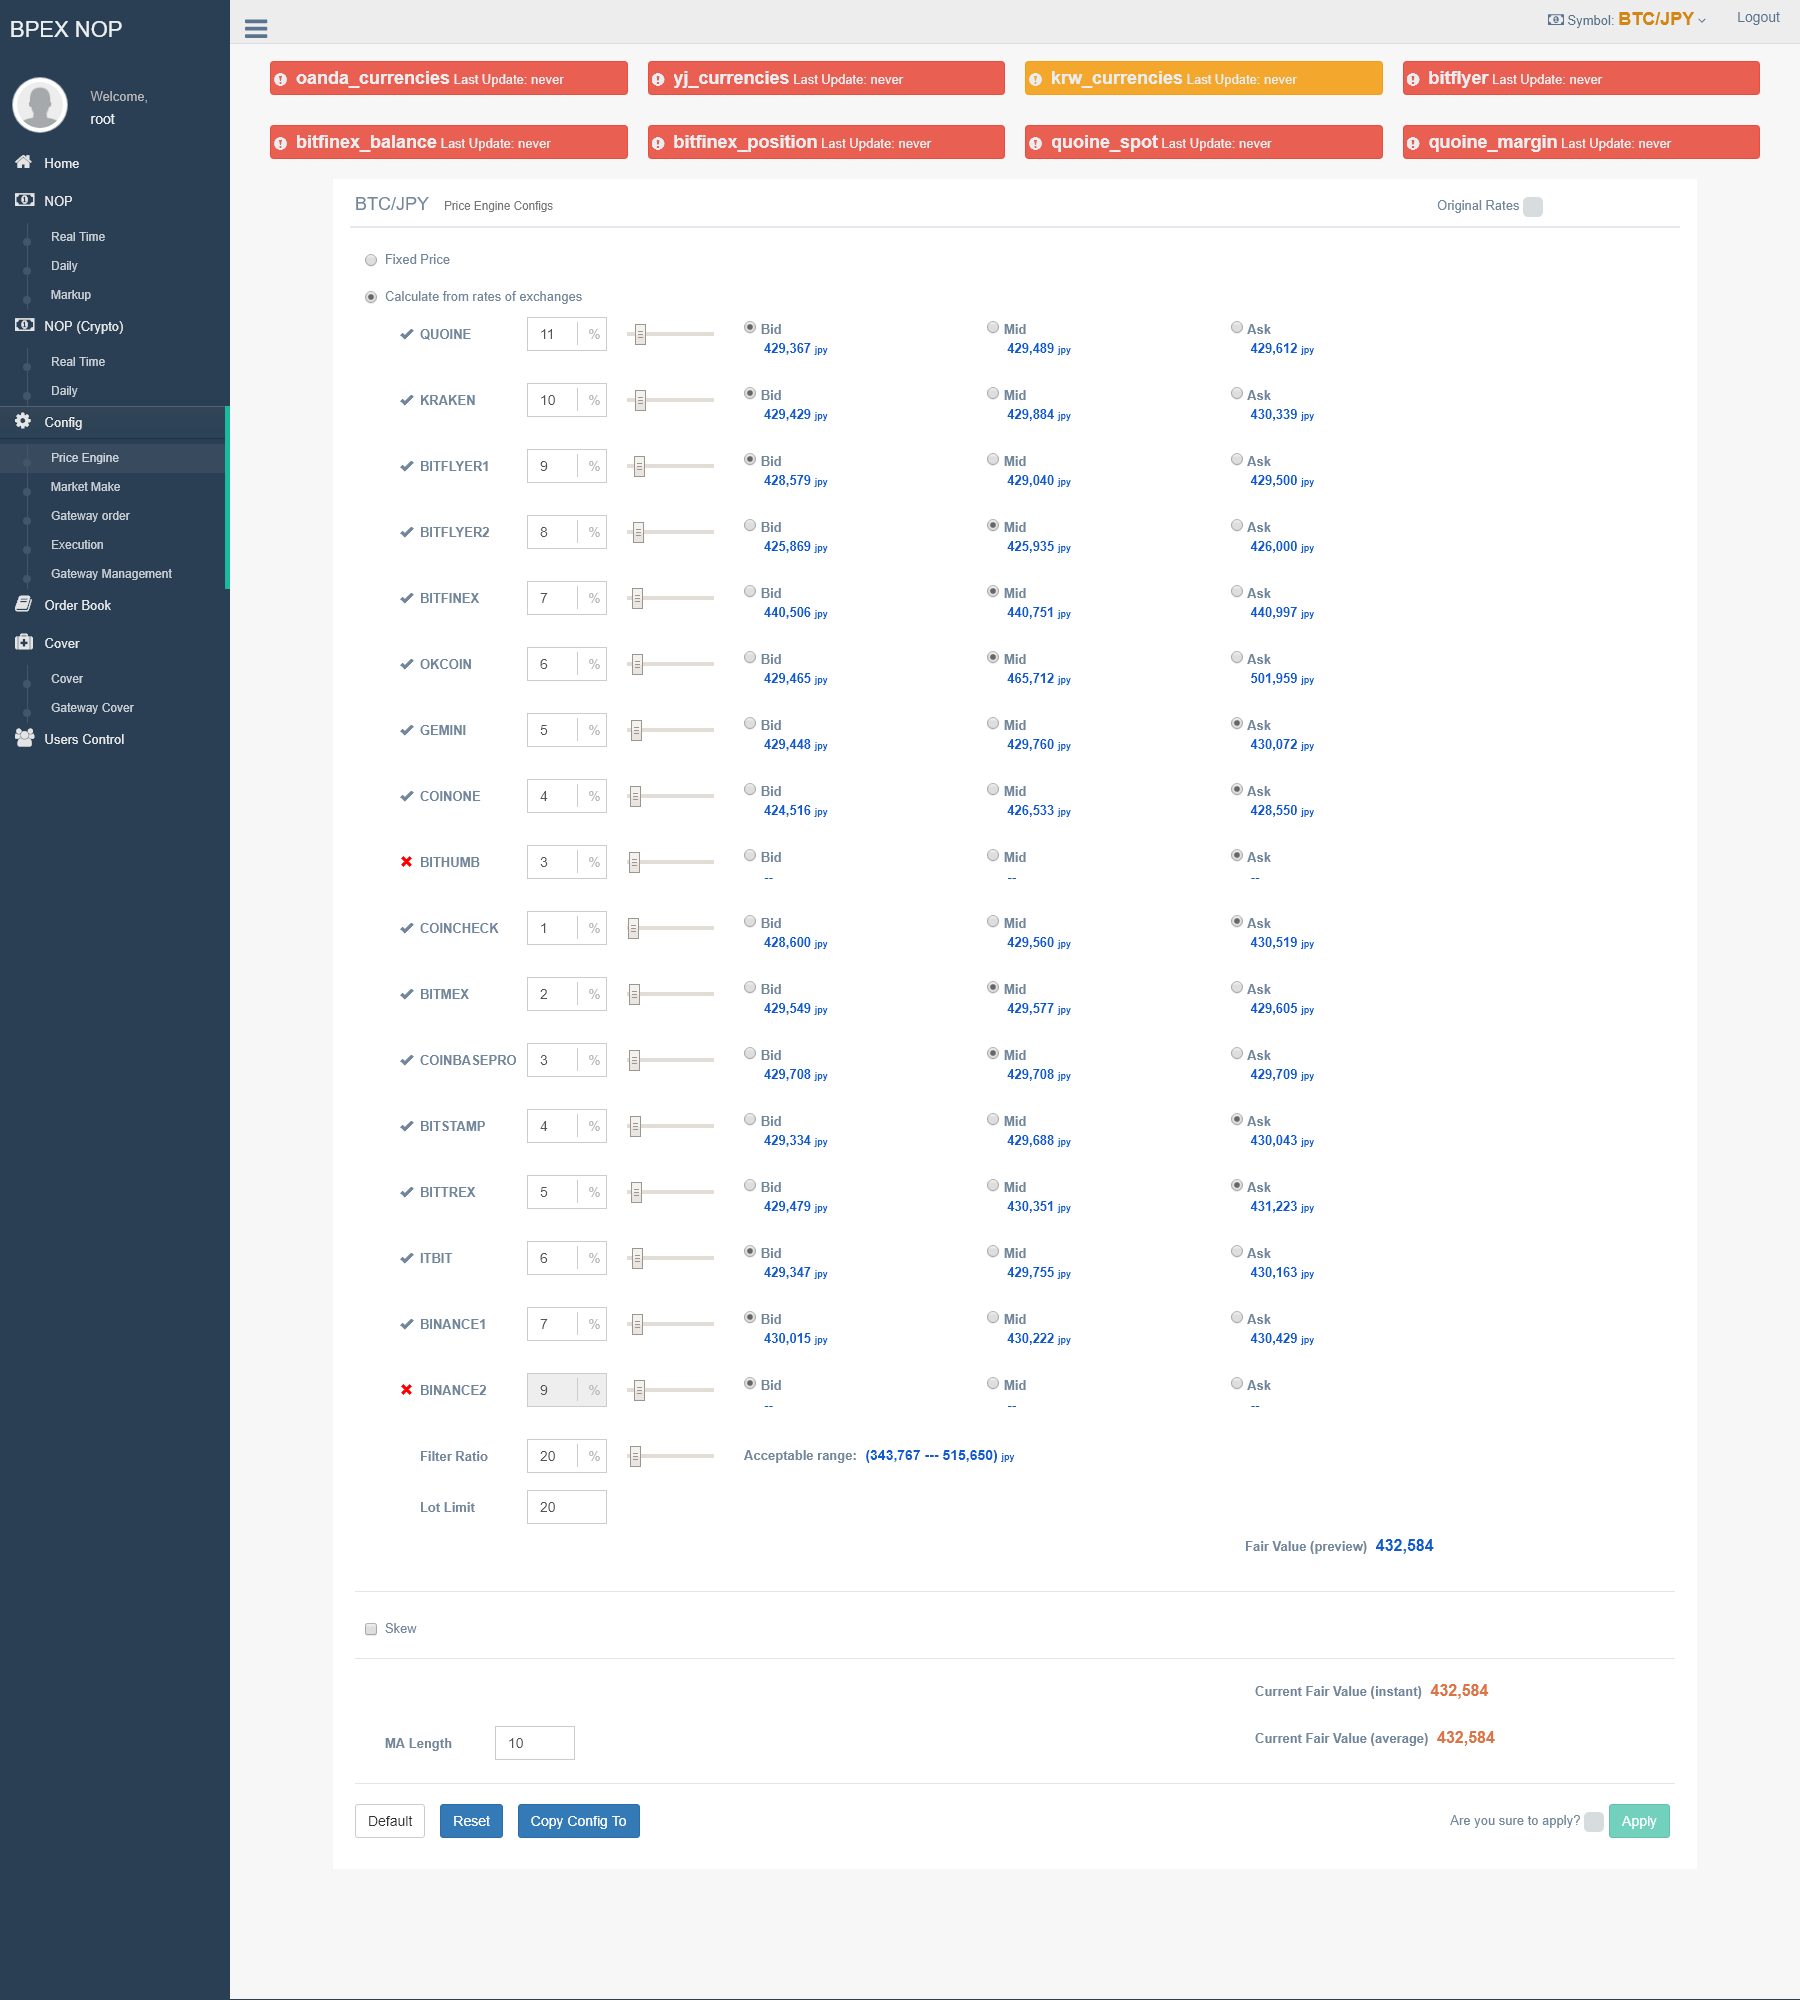 BPEX NOP
Symbol: BTC/JPY
Logout
Welcome,
root
Home
NOP
Real Time
Daily
Markup
NOP (Crypto)
Real Time
Daily
Config
Price Engine
Market Make
Gateway order
Execution
Gateway Management
Order Book
Cover
Cover
Gateway Cover
Users Control
oanda_currencies Last Update: never
yj_currencies Last Update: never
krw_currencies Last Update: never
bitflyer Last Update: never
bitfinex_balance Last Update: never
bitfinex_position Last Update: never
quoine_spot Last Update: never
quoine_margin Last Update: never
BTC/JPY Price Engine Configs
Original Rates
Fixed Price
Calculate from rates of exchanges
QUOINE 11 % Bid Mid Ask
429,367 jpy 429,489 jpy 429,612 jpy
KRAKEN 10 % Bid Mid Ask
429,429 jpy 429,884 jpy 430,339 jpy
BITFLYER1 9 % Bid Mid Ask
428,579 jpy 429,040 jpy 429,500 jpy
BITFLYER2 8 % Bid Mid Ask
425,869 jpy 425,935 jpy 426,000 jpy
BITFINEX 7 % Bid Mid Ask
440,506 jpy 440,751 jpy 440,997 jpy
OKCOIN 6 % Bid Mid Ask
429,465 jpy 465,712 jpy 501,959 jpy
GEMINI 5 % Bid Mid Ask
429,448 jpy 429,760 jpy 430,072 jpy
COINONE 4 % Bid Mid Ask
424,516 jpy 426,533 jpy 428,550 jpy
BITHUMB 3 % Bid Mid Ask
-- -- --
COINCHECK 1 % Bid Mid Ask
428,600 jpy 429,560 jpy 430,519 jpy
BITMEX 2 % Bid Mid Ask
429,549 jpy 429,577 jpy 429,605 jpy
COINBASEPRO 3 % Bid Mid Ask
429,708 jpy 429,708 jpy 429,709 jpy
BITSTAMP 4 % Bid Mid Ask
429,334 jpy 429,688 jpy 430,043 jpy
BITTREX 5 % Bid Mid Ask
429,479 jpy 430,351 jpy 431,223 jpy
ITBIT 6 % Bid Mid Ask
429,347 jpy 429,755 jpy 430,163 jpy
BINANCE1 7 % Bid Mid Ask
430,015 jpy 430,222 jpy 430,429 jpy
BINANCE2 9 % Bid Mid Ask
-- -- --
Filter Ratio 20 % Acceptable range: (343,767 --- 515,650) jpy
Lot Limit 20
Fair Value (preview) 432,584
Skew
Current Fair Value (instant) 432,584
Current Fair Value (average) 432,584
MA Length 10
Default Reset Copy Config To
Are you sure to apply? Apply